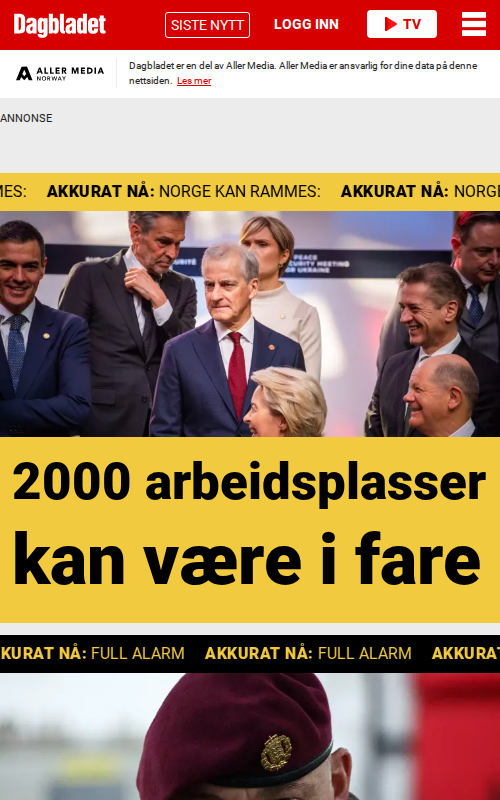 Dagbladet
SISTE NYTT
LOGG INN
TV
ALLER MEDIA
NORWAY
Dagbladet er en del av Aller Media. Aller Media er ansvarlig for dine data på denne
nettsiden. Les mer
ANNONSE
MES: AKKURAT NÅ: NORGE KAN RAMMES: AKKURAT NÅ: NORGE
PEACE
SECURITY MEETING
FOR UKRAINE
2000 arbeidsplasser
kan være i fare
KURAT NÅ: FULL ALARM AKKURAT NÅ: FULL ALARM AKKURAT